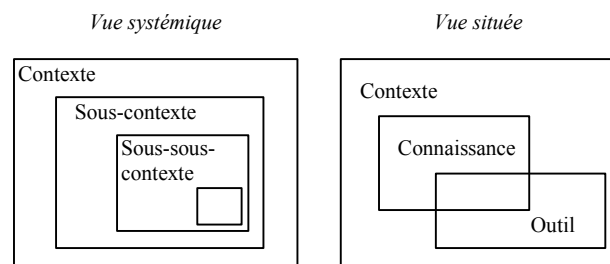 Vue systémique
Contexte
Sous-contexte
Sous-sous-
contexte
Vue située
Contexte
Connaissance
Outil